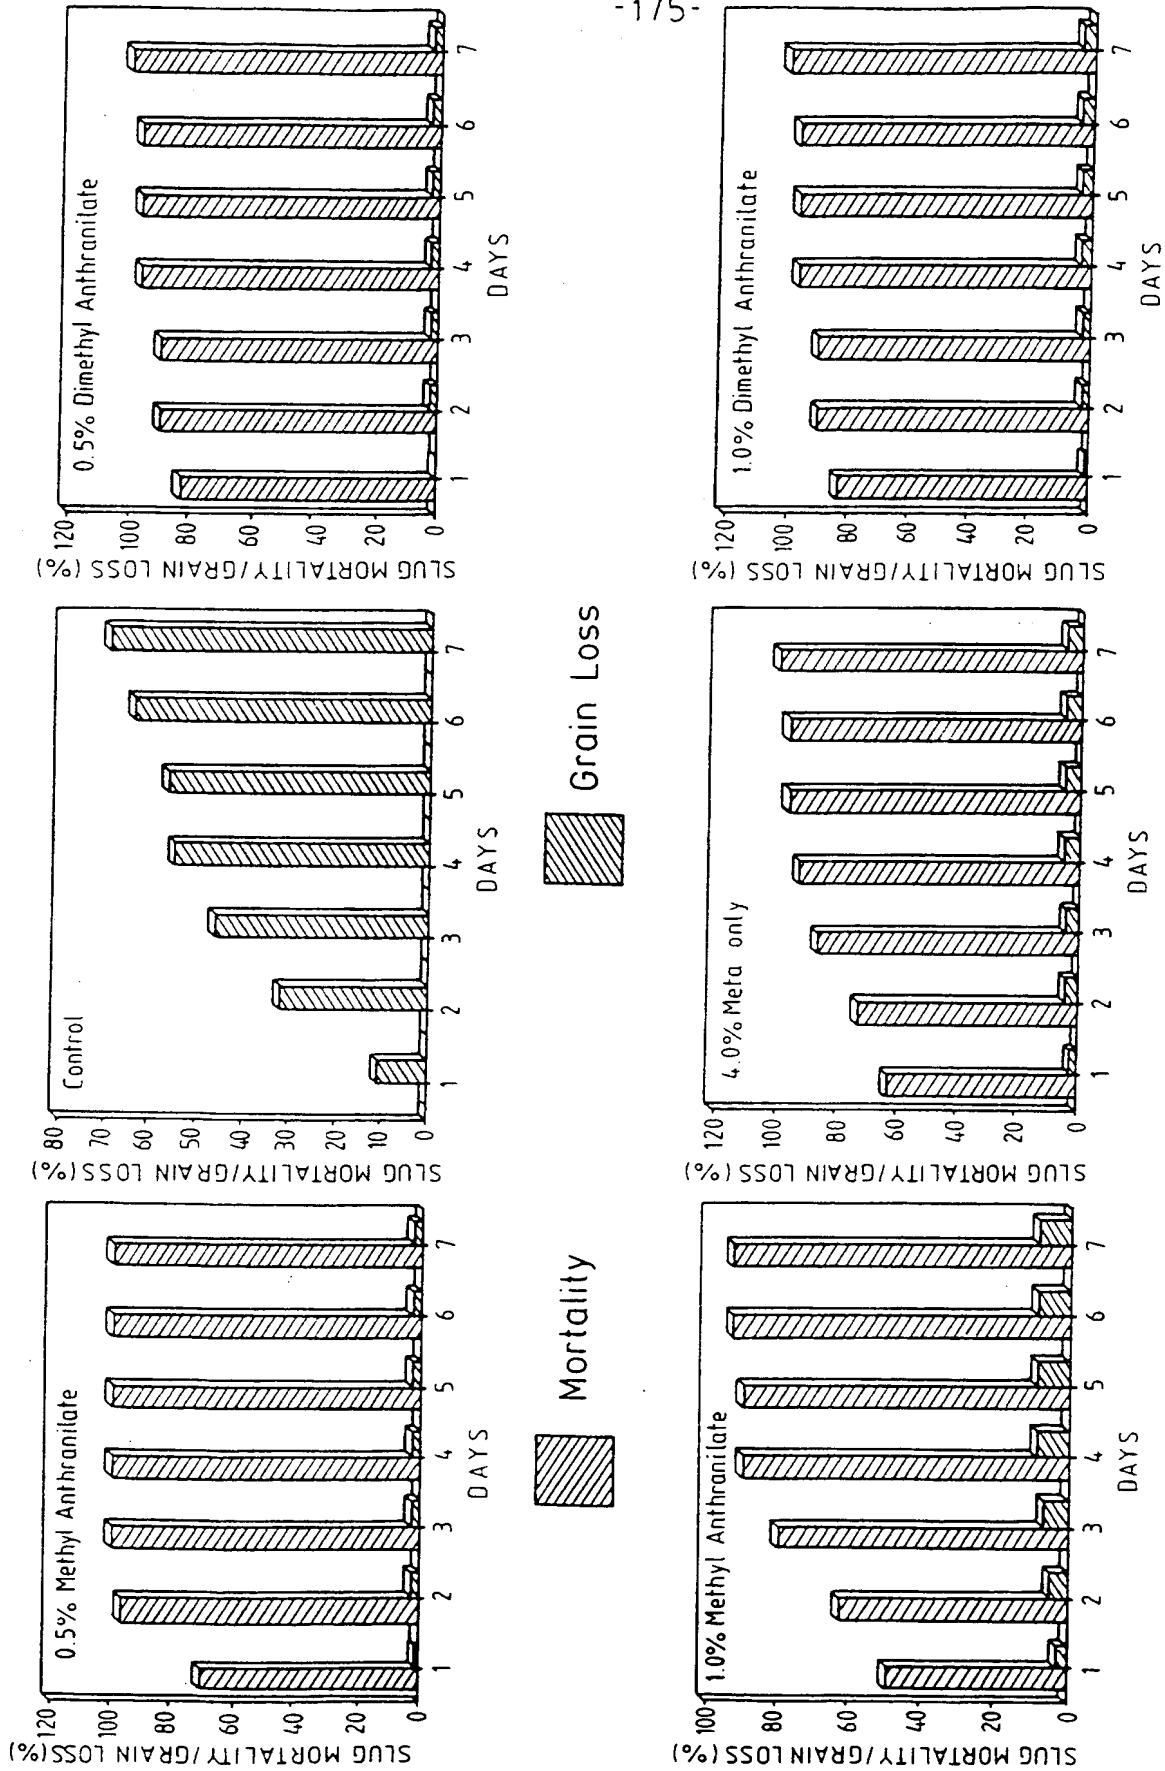 -175-
0.5% Methyl Anthranilate
SLUG MORTALITY/GRAIN LOSS (%)
120
100
80
60
40
20
0
1 2 3 4 5 6 7
DAYS
Control
SLUG MORTALITY/GRAIN LOSS (%)
80
70
60
50
40
30
20
10
0
1 2 3 4 5 6 7
DAYS
0.5% Dimethyl Anthranilate
SLUG MORTALITY/GRAIN LOSS (%)
120
100
80
60
40
20
0
1 2 3 4 5 6 7
DAYS
Mortality
Grain Loss
1.0% Methyl Anthranilate
SLUG MORTALITY/GRAIN LOSS (%)
100
80
60
40
20
0
1 2 3 4 5 6 7
DAYS
4.0% Meta only
SLUG MORTALITY/GRAIN LOSS (%)
120
100
80
60
40
20
0
1 2 3 4 5 6 7
DAYS
1.0% Dimethyl Anthranilate
SLUG MORTALITY/GRAIN LOSS (%)
120
100
80
60
40
20
0
1 2 3 4 5 6 7
DAYS